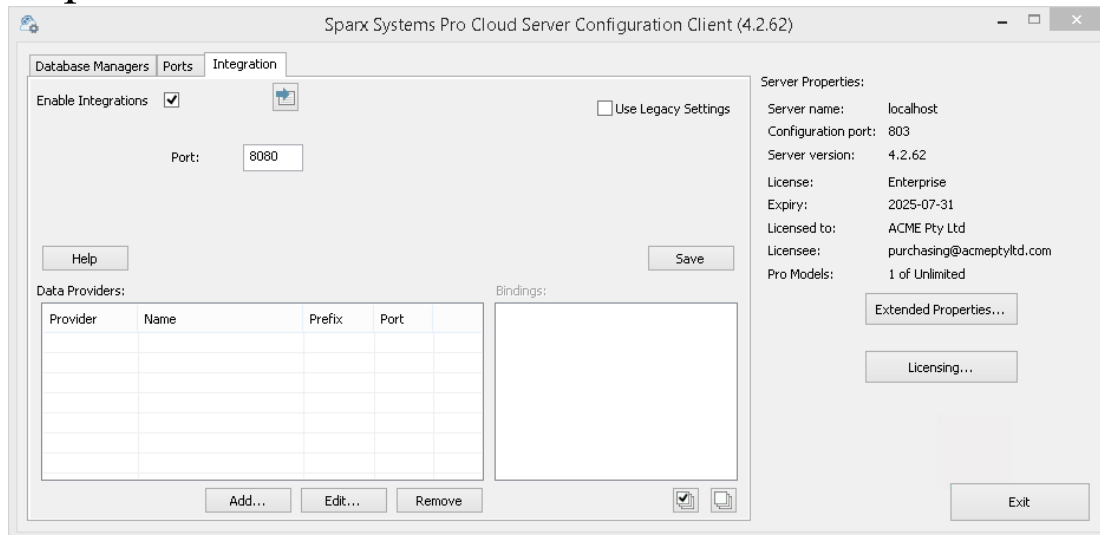 Sparx Systems Pro Cloud Server Configuration Client (4.2.62)
Database Managers Ports Integration
Enable Integrations
Use Legacy Settings
Port: 8080
Help
Save
Data Providers:
Provider Name Prefix Port
Add... Edit... Remove
Bindings:
Server Properties:
Server name: localhost
Configuration port: 803
Server version: 4.2.62
License: Enterprise
Expiry: 2025-07-31
Licensed to: ACME Pty Ltd
Licensee: purchasing@acmeptyltd.com
Pro Models: 1 of Unlimited
Extended Properties...
Licensing...
Exit